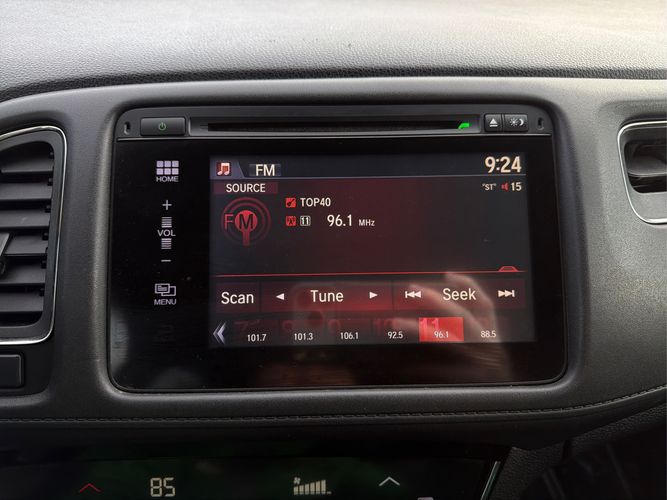 FM
9:24
HOME
SOURCE
"ST" 15
+
VOL
−
FM
TOP40
11 96.1 MHz
MENU
Scan Tune Seek
101.7 101.3 106.1 92.5 96.1 88.5
85